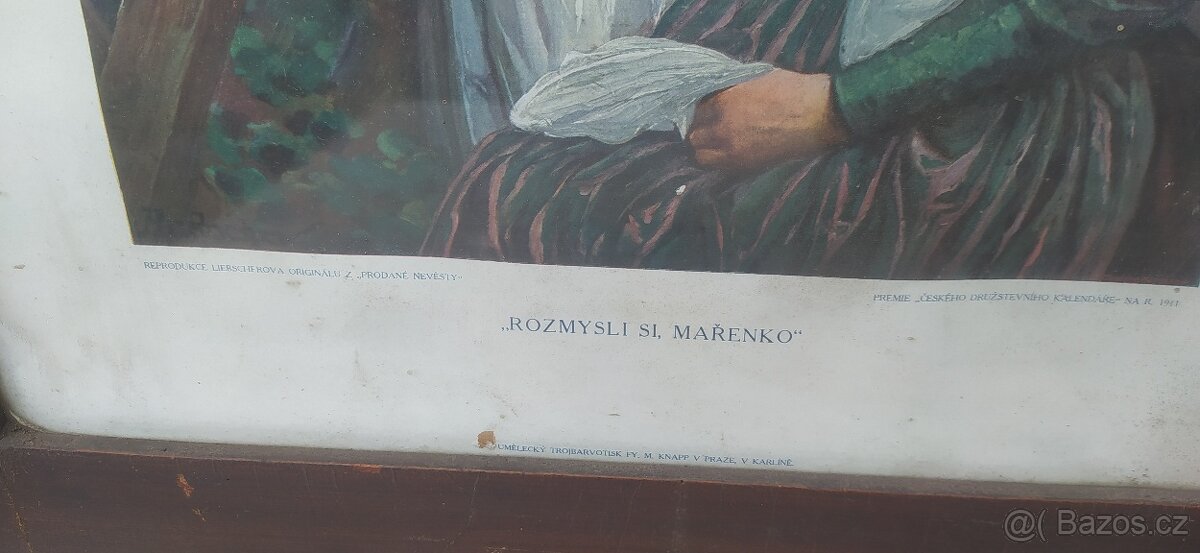 REPRODUKCE LIEBSCHEROVA ORIGINÁLU Z „PRODANÉ NEVĚSTY“
PREMIE „ČESKÉHO DRUŽSTEVNÍHO KALENDÁŘE“ NA R. 1911
„ROZMYSLI SI, MAŘENKO“
UMĚLECKÝ TROJBARVOTISK FY. M. KNAPP V PRAZE, V KARLÍNĚ.
@( Bazos.cz